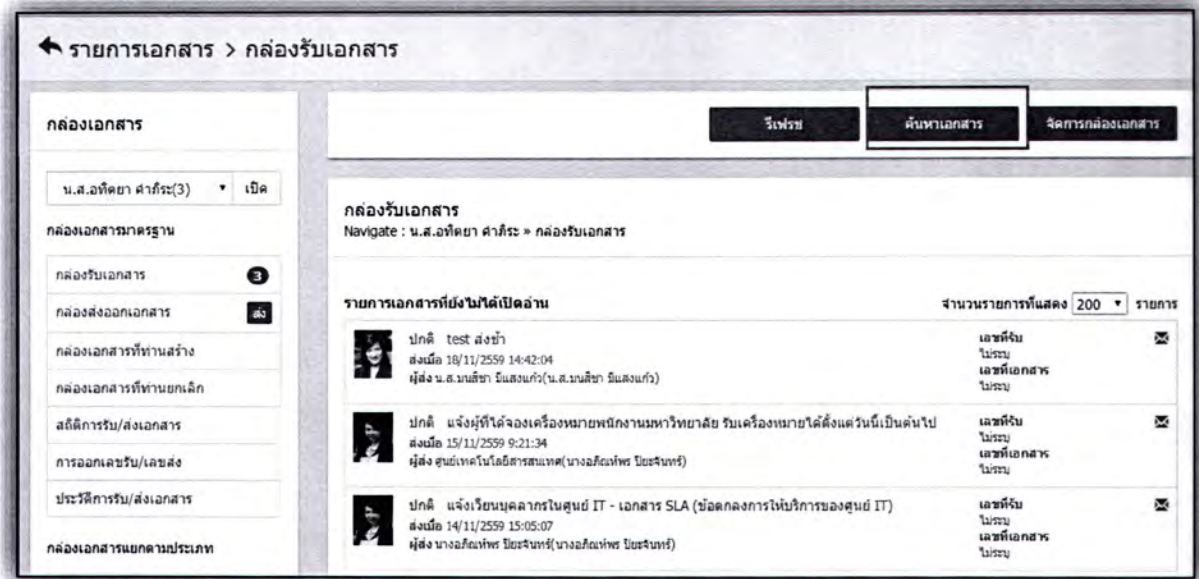 รายการเอกสาร > กล่องรับเอกสาร
กล่องเอกสาร
น.ส.อทิตยา คำภิระ(3) เปิด
กล่องเอกสารมาตรฐาน
กล่องรับเอกสาร 3
กล่องส่งออกเอกสาร ส่ง
กล่องเอกสารที่ท่านสร้าง
กล่องเอกสารที่ท่านยกเลิก
สถิติการรับ/ส่งเอกสาร
การออกเลขรับ/เลขส่ง
ประวัติการรับ/ส่งเอกสาร
กล่องเอกสารแยกตามประเภท
รีเฟรช ค้นหาเอกสาร จัดการกล่องเอกสาร
กล่องรับเอกสาร
Navigate : น.ส.อทิตยา คำภิระ » กล่องรับเอกสาร
รายการเอกสารที่ยังไม่ได้เปิดอ่าน จำนวนรายการที่แสดง 200 รายการ
ปกติ test ส่งซ้ำ
ส่งเมื่อ 18/11/2559 14:42:04
ผู้ส่ง น.ส.มนสิชา ปิแสงแก้ว(น.ส.มนสิชา ปิแสงแก้ว)
เลขที่รับ
ไม่ระบุ
เลขที่เอกสาร
ไม่ระบุ
ปกติ แจ้งผู้ที่ได้จองเครื่องหมายพนักงานมหาวิทยาลัย รับเครื่องหมายได้ตั้งแต่วันนี้เป็นต้นไป
ส่งเมื่อ 15/11/2559 9:21:34
ผู้ส่ง ศูนย์เทคโนโลยีสารสนเทศ(นางอภิณห์พร ปิยะจันทร์)
เลขที่รับ
ไม่ระบุ
เลขที่เอกสาร
ไม่ระบุ
ปกติ แจ้งเวียนบุคลากรในศูนย์ IT - เอกสาร SLA (ข้อตกลงการให้บริการของศูนย์ IT)
ส่งเมื่อ 14/11/2559 15:05:07
ผู้ส่ง นางอภิณห์พร ปิยะจันทร์(นางอภิณห์พร ปิยะจันทร์)
เลขที่รับ
ไม่ระบุ
เลขที่เอกสาร
ไม่ระบุ